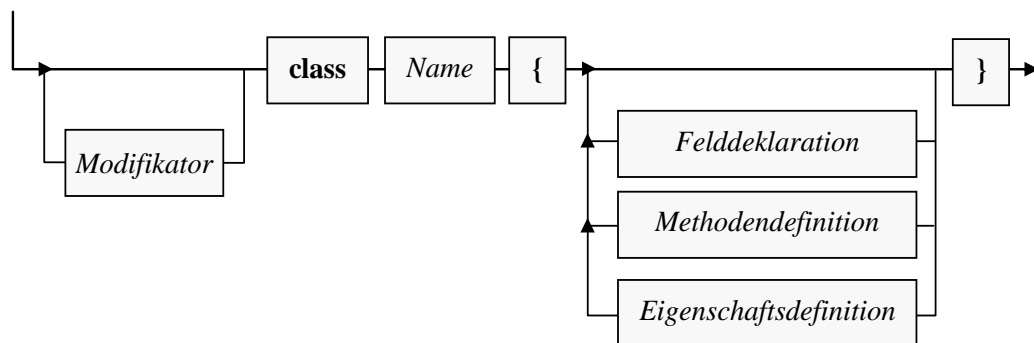 class Name { }
Modifikator
Felddeklaration
Methodendefinition
Eigenschaftsdefinition